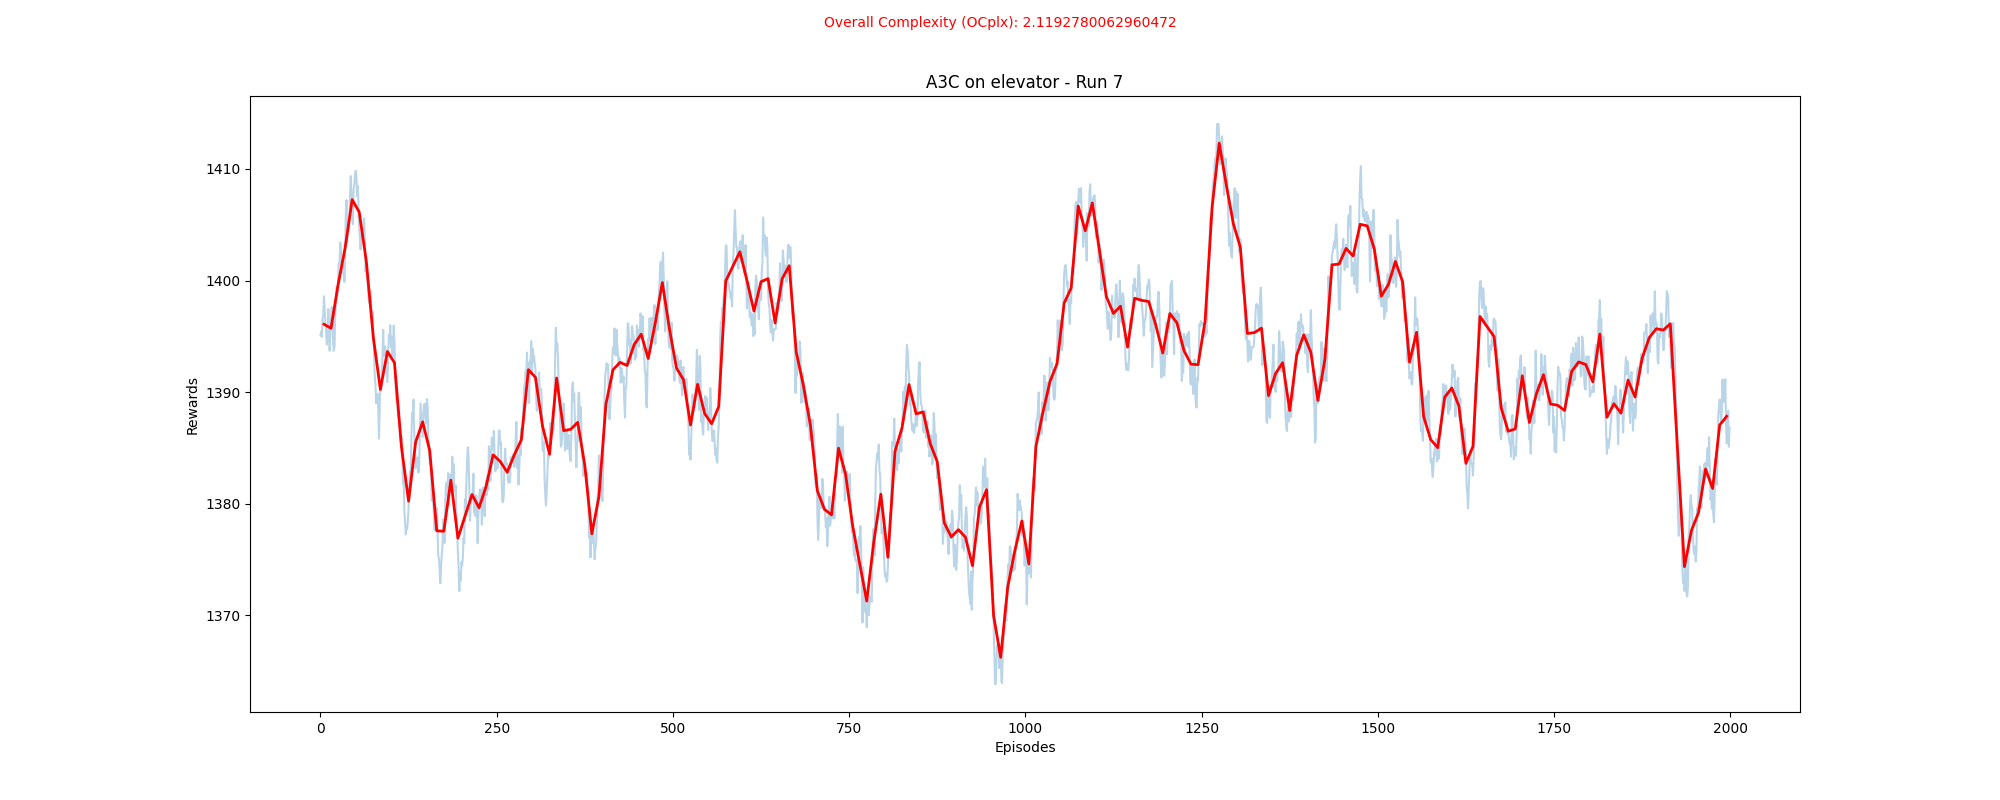 Overall Complexity (OCplx): 2.1192780062960472
A3C on elevator - Run 7
Rewards
1410
1400
1390
1380
1370
0 250 500 750 1000 1250 1500 1750 2000
Episodes